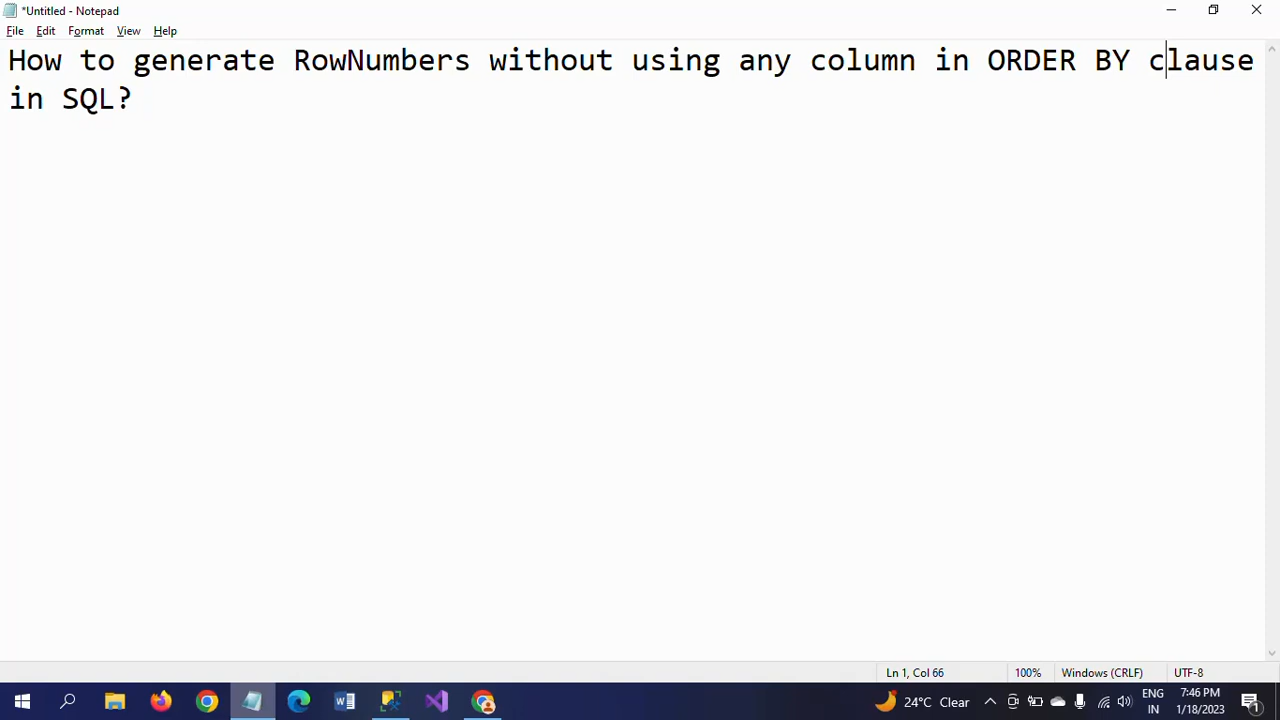 *Untitled - Notepad
File Edit Format View Help
How to generate RowNumbers without using any column in ORDER BY clause
in SQL?
Ln 1, Col 66 100% Windows (CRLF) UTF-8
24°C Clear ENG IN 7:46 PM 1/18/2023 1